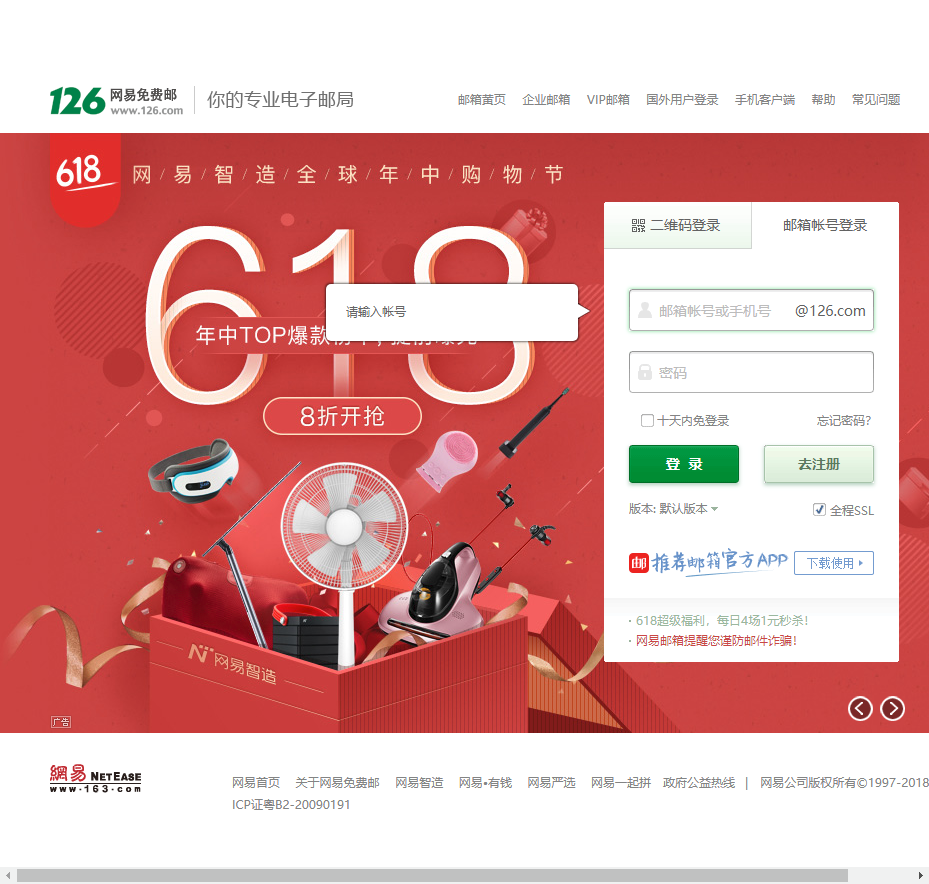 126 网易免费邮 www.126.com 你的专业电子邮局
邮箱黄页 企业邮箱 VIP邮箱 国外用户登录 手机客户端 帮助 常见问题
618 网/易/智/造/全/球/年/中/购/物/节
618
二维码登录 邮箱帐号登录
请输入帐号
年中TOP爆款
邮箱帐号或手机号 @126.com
密码
8折开抢
十天内免登录 忘记密码?
登 录 去注册
版本: 默认版本 全程SSL
邮 推荐邮箱官方APP 下载使用
· 618超级福利，每日4场1元秒杀！
· 网易邮箱提醒您谨防邮件诈骗！
网易智造
广告
網易 NETEASE
www.163.com
网易首页 关于网易免费邮 网易智造 网易•有钱 网易严选 网易一起拼 政府公益热线 | 网易公司版权所有©1997-2018
ICP证粤B2-20090191